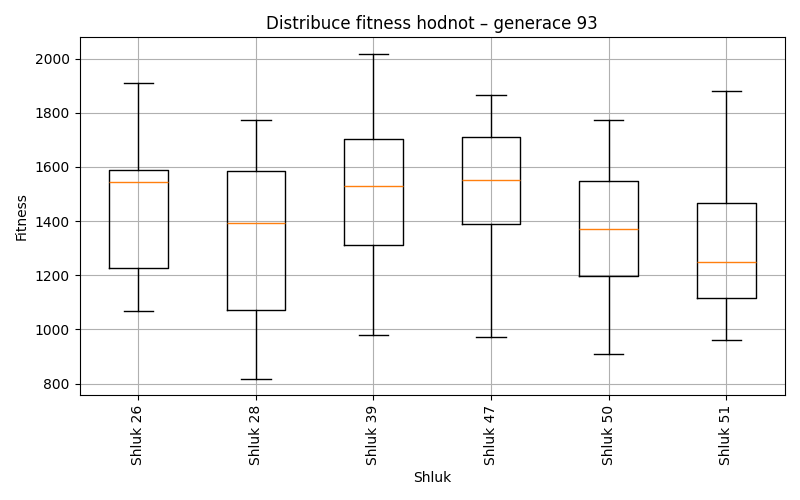 Distribuce fitness hodnot – generace 93
Fitness
2000
1800
1600
1400
1200
1000
800
Shluk 26
Shluk 28
Shluk 39
Shluk 47
Shluk 50
Shluk 51
Shluk